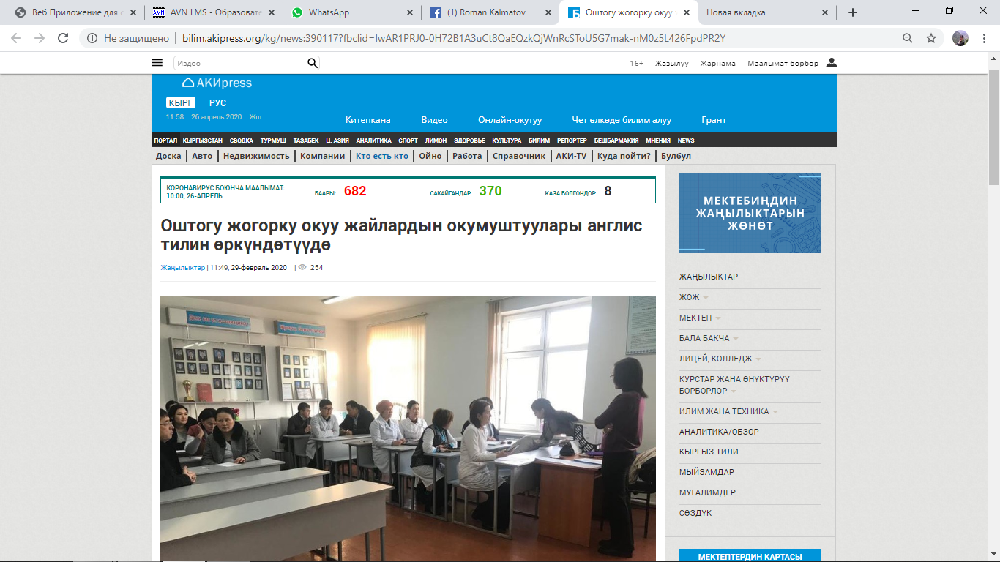 Веб Приложение для с
AVN LMS - Образовате
WhatsApp
(1) Roman Kalmatov
Оштогу жогорку окуу ж
Новая вкладка
Не защищено
bilim.akipress.org/kg/news:390117?fbclid=IwAR1PRJ0-0H72B1A3uCt8QaEQzkQjWnRcSToU5G7mak-nM0z5L426FpdPR2Y
Издөө
16+ Жазылуу Жарнама Маалымат борбор
АКИpress
КЫРГ РУС
11:58 26 апрель 2020 Жш
Китепкана Видео Онлайн-окутуу Чет өлкөдө билим алуу Грант
ПОРТАЛ КЫРГЫЗСТАН СВОДКА ТУРМУШ ТАЗАБЕК Ц. АЗИЯ АНАЛИТИКА СПОРТ ЛИМОН ЗДОРОВЬЕ КУЛЬТУРА БИЛИМ РЕПОРТЕР БЕШБАРМАКИЯ МНЕНИЯ NEWS
Доска Авто Недвижимость Компании Кто есть кто Ойно Работа Справочник АКИ-TV Куда пойти? Булбул
КОРОНАВИРУС БОЮНЧА МААЛЫМАТ:
10:00, 26-АПРЕЛЬ
БААРЫ: 682
САКАЙГАНДАР: 370
КАЗА БОЛГОНДОР: 8
Оштогу жогорку окуу жайлардын окумуштуулары англис
тилин өркүндөтүүдө
Жаңылыктар | 11:49, 29-февраль 2020 | 254
МЕКТЕБИҢДИН
ЖАҢЫЛЫКТАРЫН
ЖӨНӨТ
ЖАҢЫЛЫКТАР
ЖОЖ
МЕКТЕП
БАЛА БАКЧА
ЛИЦЕЙ, КОЛЛЕДЖ
КУРСТАР ЖАНА ӨНҮКТҮРҮҮ
БОРБОРЛОР
ИЛИМ ЖАНА ТЕХНИКА
АНАЛИТИКА/ОБЗОР
КЫРГЫЗ ТИЛИ
МЫЙЗАМДАР
МУГАЛИМДЕР
СӨЗДҮК
МЕКТЕПТЕРДИН КАРТАСЫ